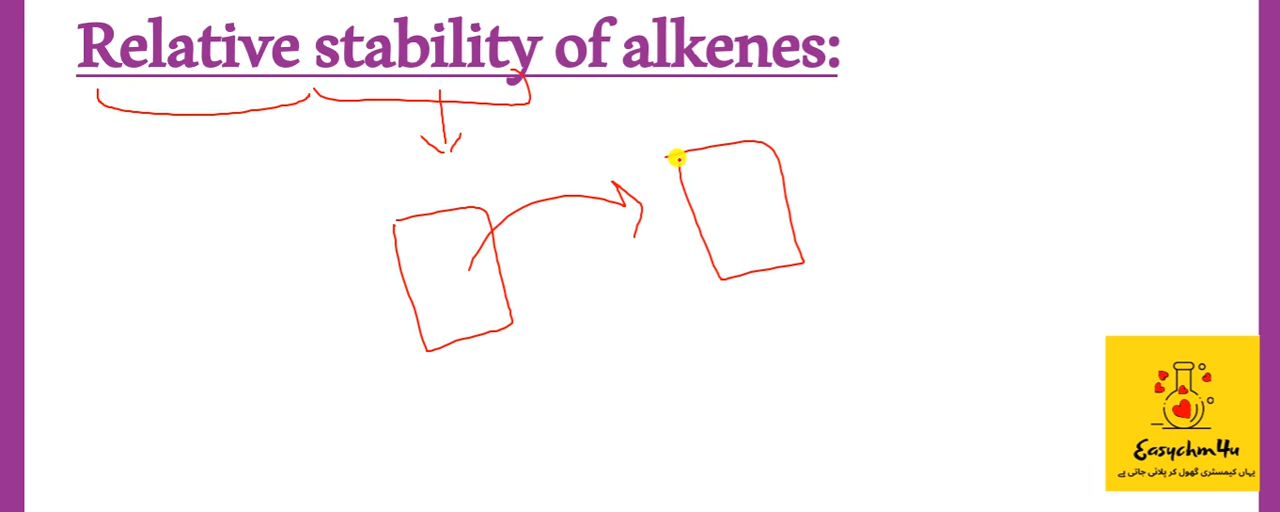 Relative stability of alkenes:
Easychm4u
یہاں کیمسٹری گھول کر پلائی جاتی ہے